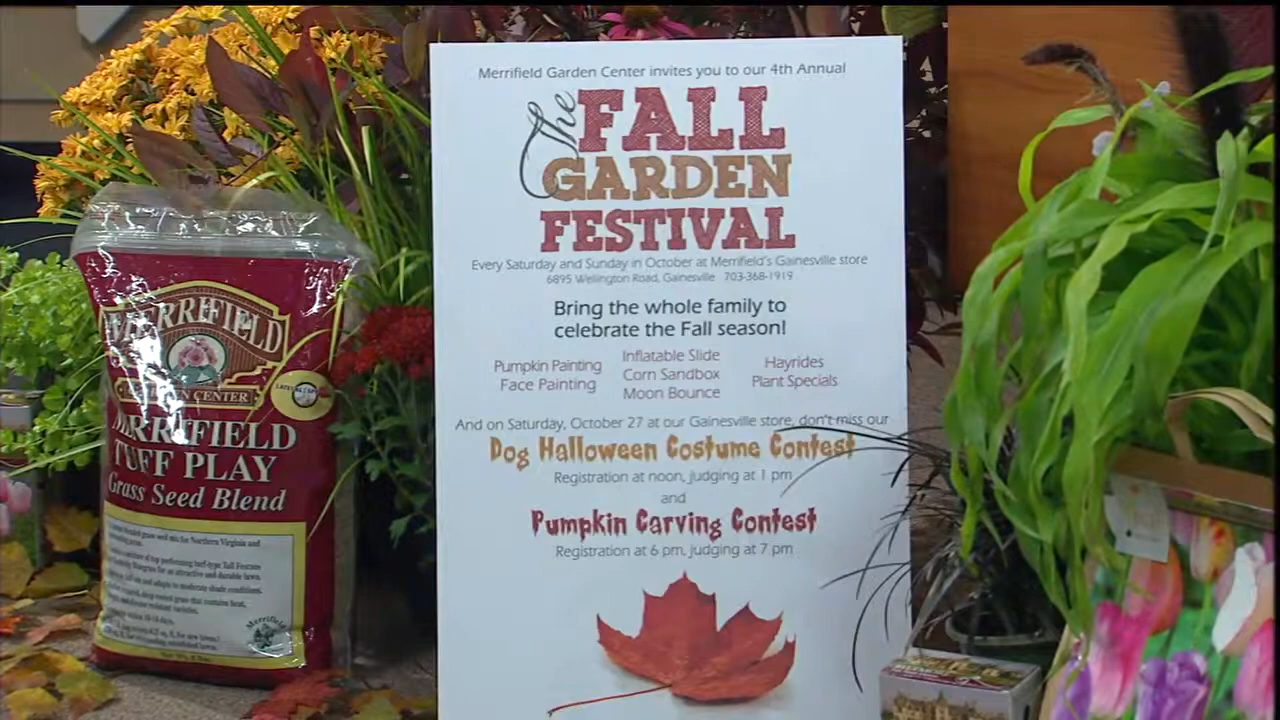 Merrifield Garden Center invites you to our 4th Annual
The FALL
GARDEN
FESTIVAL
Every Saturday and Sunday in October at Merrifield's Gainesville store
6895 Wellington Road, Gainesville 703-368-1919
Bring the whole family to
celebrate the Fall season!
Pumpkin Painting
Face Painting
Inflatable Slide
Corn Sandbox
Moon Bounce
Hayrides
Plant Specials
And on Saturday, October 27 at our Gainesville store, don't miss our
Dog Halloween Costume Contest
Registration at noon, judging at 1 pm
and
Pumpkin Carving Contest
Registration at 6 pm, judging at 7 pm
MERRIFIELD
GARDEN CENTER
MERRIFIELD
TUFF PLAY
Grass Seed Blend
Merrifield